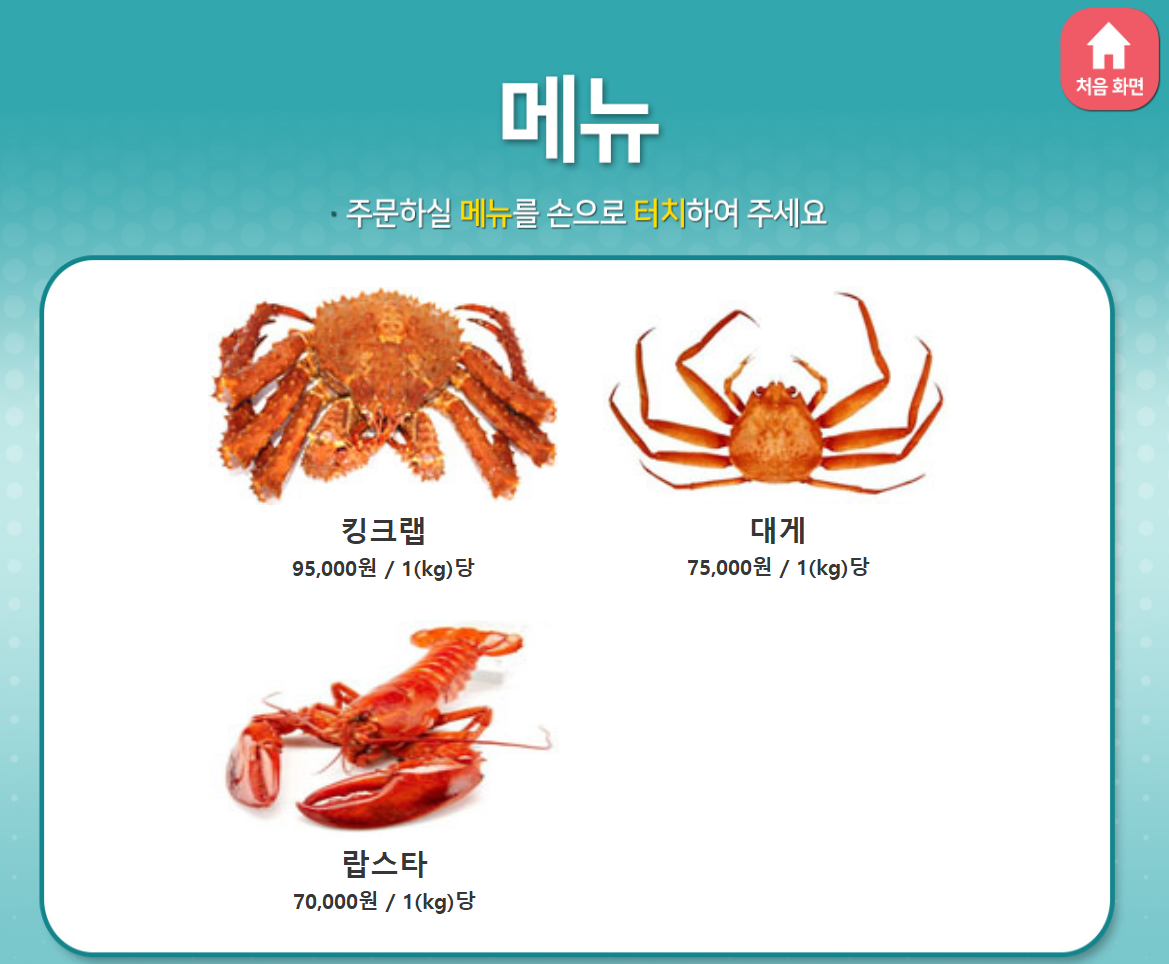 처음 화면
메뉴
· 주문하실 메뉴를 손으로 터치하여 주세요
킹크랩
95,000원 / 1(kg)당
대게
75,000원 / 1(kg)당
랍스타
70,000원 / 1(kg)당